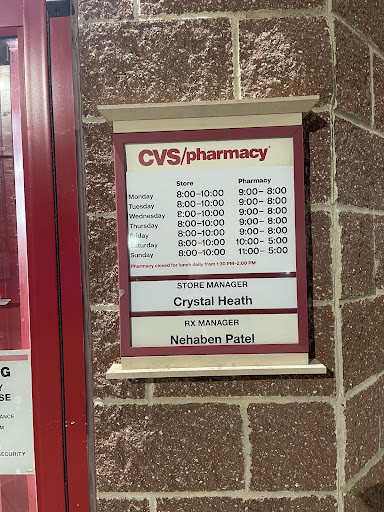 CVS/pharmacy
Store Pharmacy
Monday 8:00-10:00 9:00- 8:00
Tuesday 8:00-10:00 9:00- 8:00
Wednesday 8:00-10:00 9:00- 8:00
Thursday 8:00-10:00 9:00- 8:00
Friday 8:00-10:00 9:00- 8:00
Saturday 8:00-10:00 10:00- 5:00
Sunday 8:00-10:00 11:00- 5:00
Pharmacy closed for lunch daily from 1:30 PM-2:00 PM
STORE MANAGER
Crystal Heath
RX MANAGER
Nehaben Patel
SECURITY